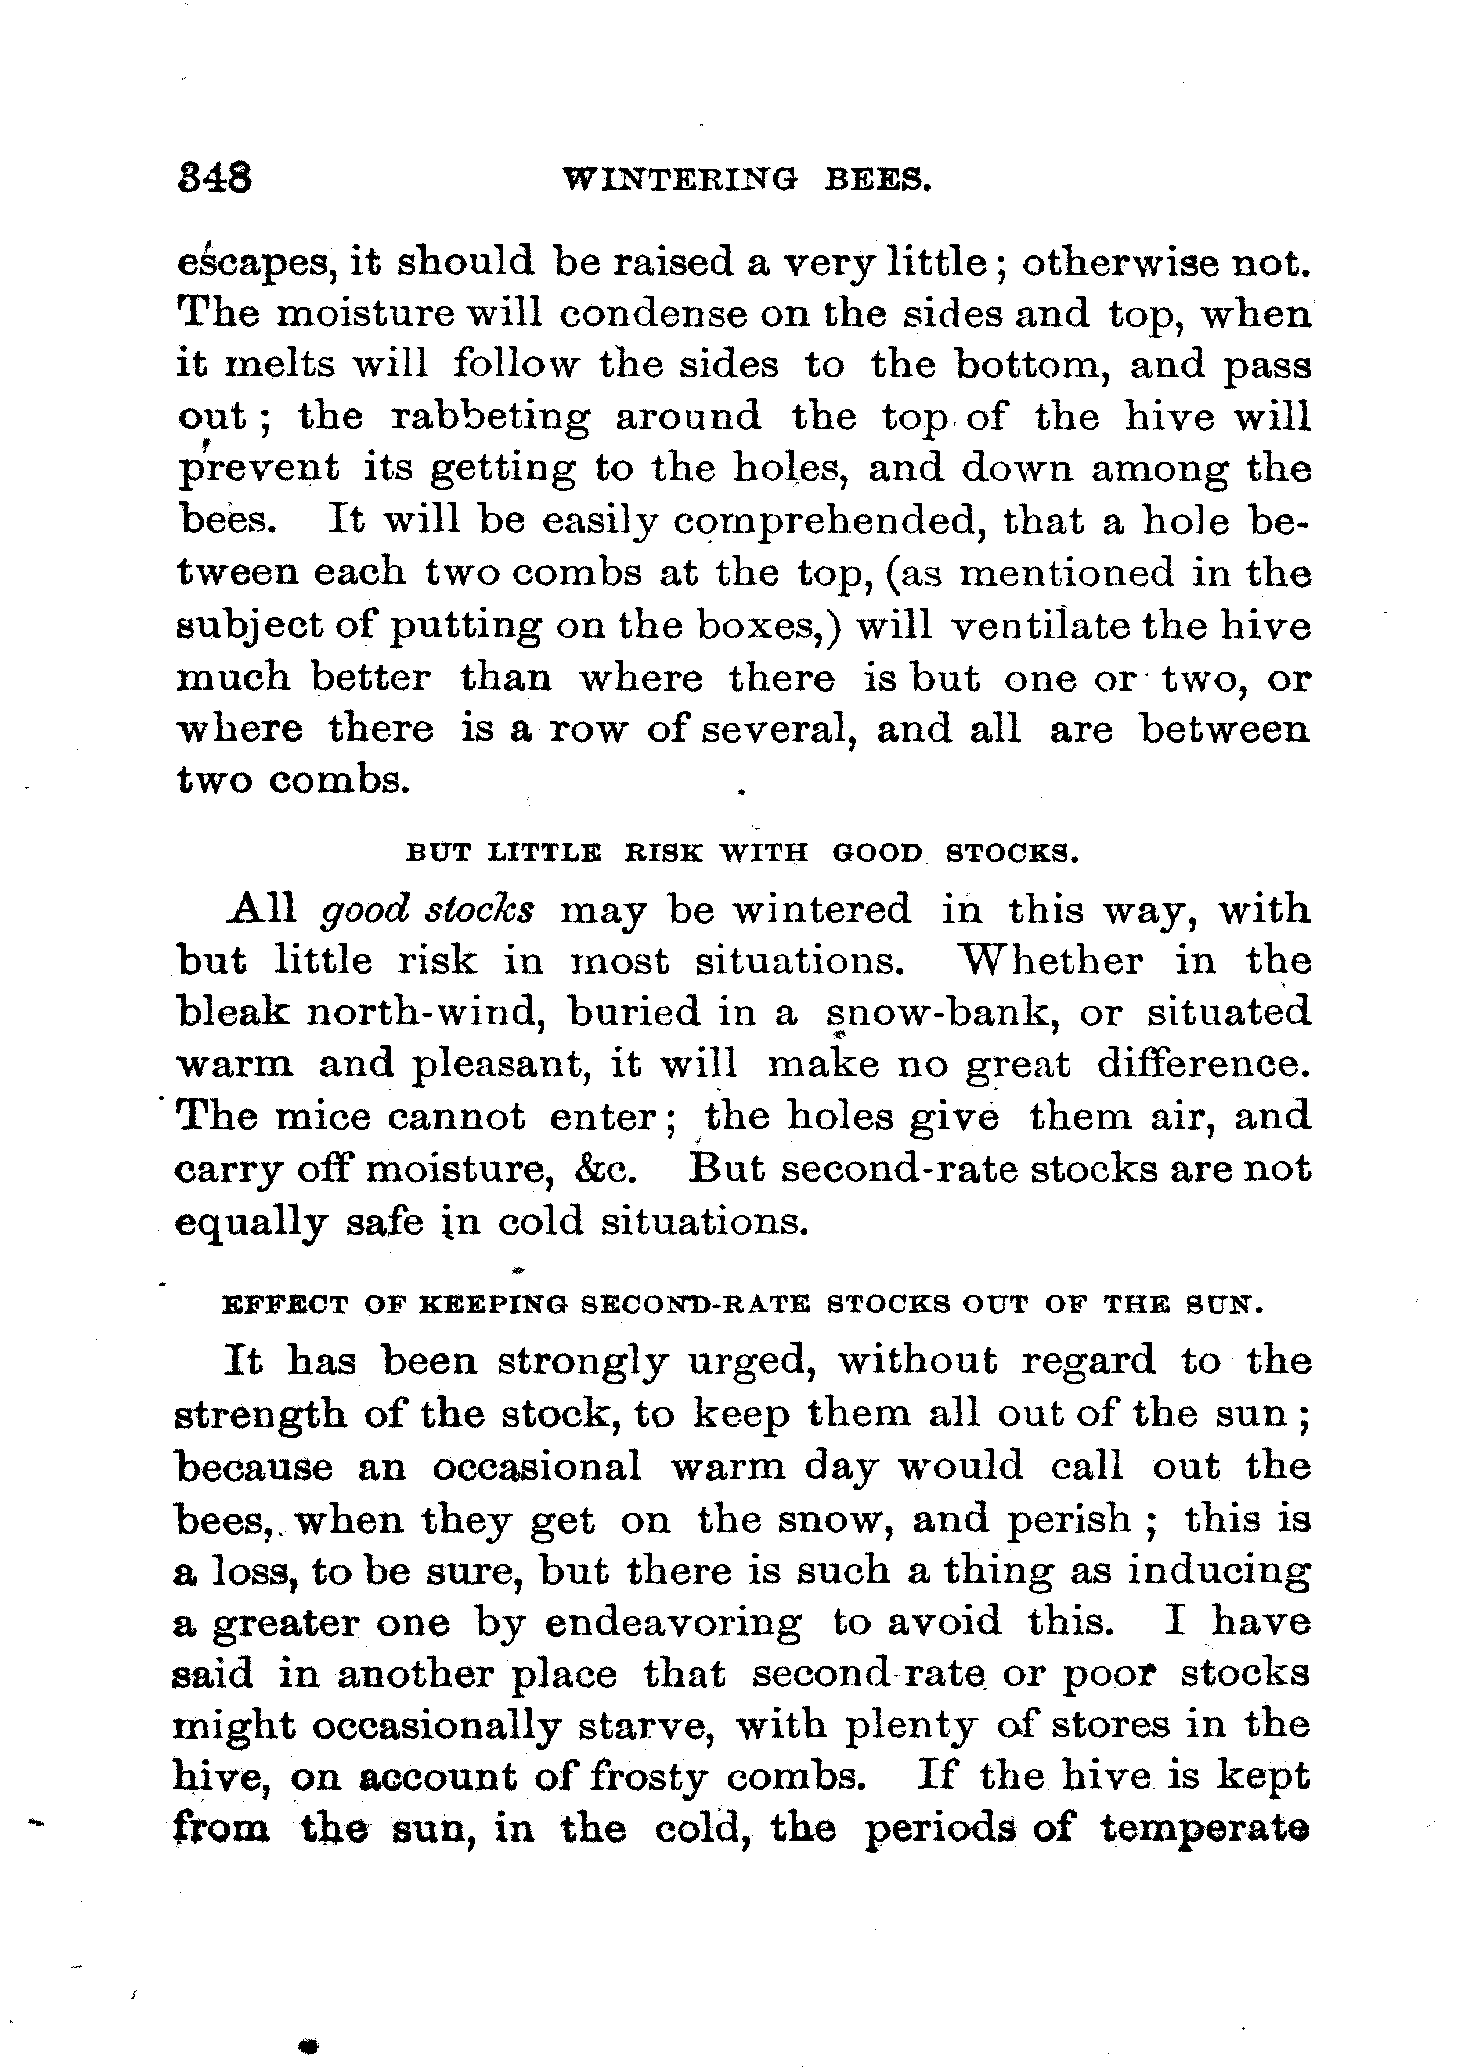 348 WINTERING BEES.
escapes, it should be raised a very little; otherwise not.
The moisture will condense on the sides and top, when
it melts will follow the sides to the bottom, and pass
out; the rabbeting around the top of the hive will
prevent its getting to the holes, and down among the
bees. It will be easily comprehended, that a hole be-
tween each two combs at the top, (as mentioned in the
subject of putting on the boxes,) will ventilate the hive
much better than where there is but one or two, or
where there is a row of several, and all are between
two combs.
BUT LITTLE RISK WITH GOOD STOCKS.
All good stocks may be wintered in this way, with
but little risk in most situations. Whether in the
bleak north-wind, buried in a snow-bank, or situated
warm and pleasant, it will make no great difference.
The mice cannot enter; the holes give them air, and
carry off moisture, &c. But second-rate stocks are not
equally safe in cold situations.
EFFECT OF KEEPING SECOND-RATE STOCKS OUT OF THE SUN.
It has been strongly urged, without regard to the
strength of the stock, to keep them all out of the sun;
because an occasional warm day would call out the
bees, when they get on the snow, and perish; this is
a loss, to be sure, but there is such a thing as inducing
a greater one by endeavoring to avoid this. I have
said in another place that second-rate or poor stocks
might occasionally starve, with plenty of stores in the
hive, on account of frosty combs. If the hive is kept
from the sun, in the cold, the periods of temperate